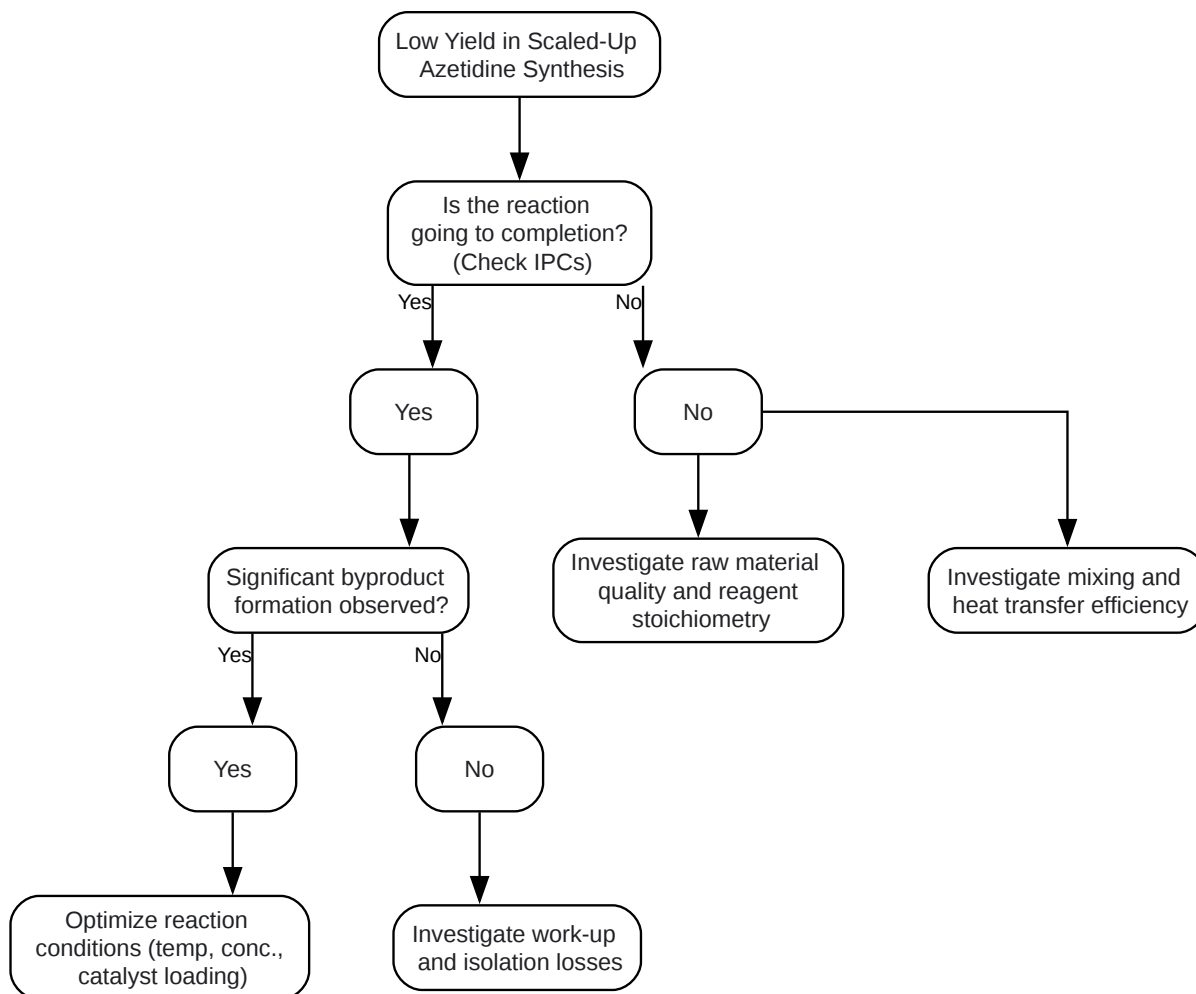 Low Yield in Scaled-Up
Azetidine Synthesis
Is the reaction
going to completion?
(Check IPCs)
Yes
No
Yes
No
Significant byproduct
formation observed?
Investigate raw material
quality and reagent
stoichiometry
Investigate mixing and
heat transfer efficiency
Yes
No
Yes
No
Optimize reaction
conditions (temp, conc.,
catalyst loading)
Investigate work-up
and isolation losses